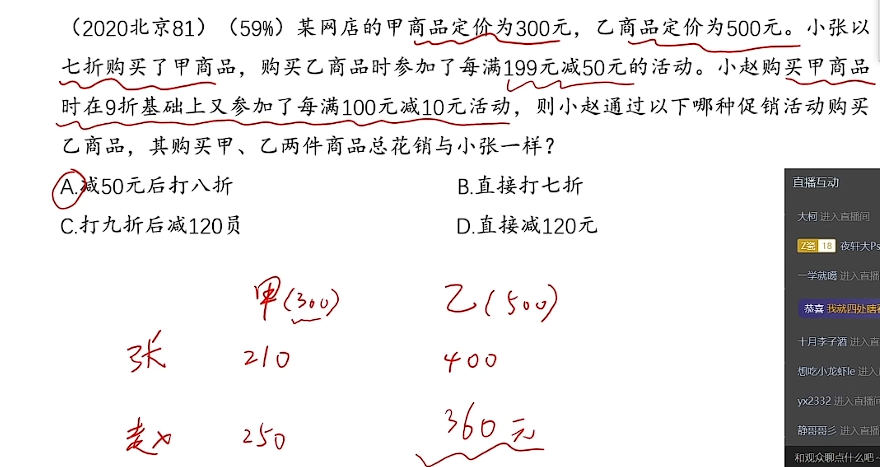 （2020北京81）（59%）某网店的甲商品定价为300元，乙商品定价为500元。小张以
七折购买了甲商品，购买乙商品时参加了每满199元减50元的活动。小赵购买甲商品
时在9折基础上又参加了每满100元减10元活动，则小赵通过以下哪种促销活动购买
乙商品，其购买甲、乙两件商品总花销与小张一样？
A.减50元后打八折
B.直接打七折
C.打九折后减120员
D.直接减120元
甲(300)
乙(500)
张 210 400
赵 250 360元
直播互动
大柯 进入直播间
Z瓷 18 夜轩大Ps
一学就噶 进入直播
恭喜 我就四处瞎
十月李子酒 进入直
想吃小龙虾le 进入
yx2332 进入直播间
静哥哥彡 进入直播
和观众聊点什么吧~